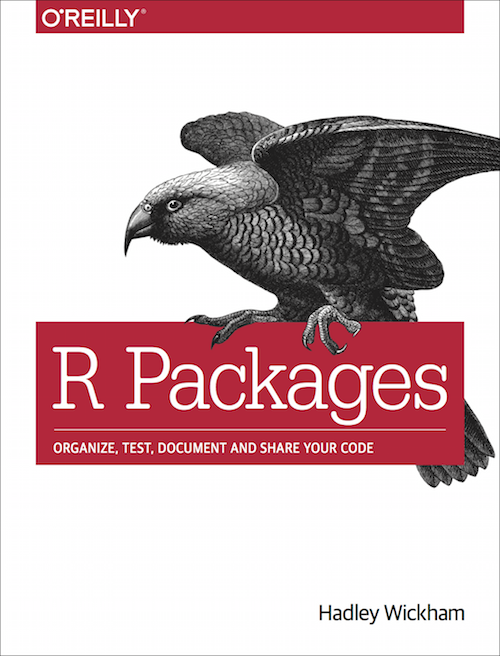 O'REILLY®
R Packages
ORGANIZE, TEST, DOCUMENT AND SHARE YOUR CODE
Hadley Wickham